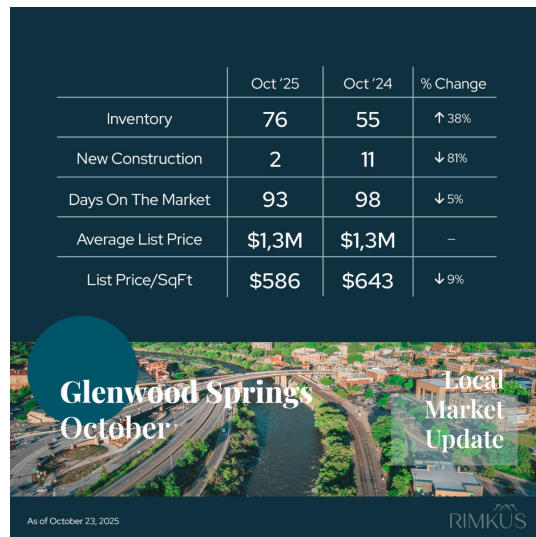 Oct '25 Oct '24 % Change
Inventory 76 55 ↑ 38%
New Construction 2 11 ↓ 81%
Days On The Market 93 98 ↓ 5%
Average List Price $1,3M $1,3M –
List Price/SqFt $586 $643 ↓ 9%
Glenwood Springs
October
Local
Market
Update
As of October 23, 2025
RIMKUS